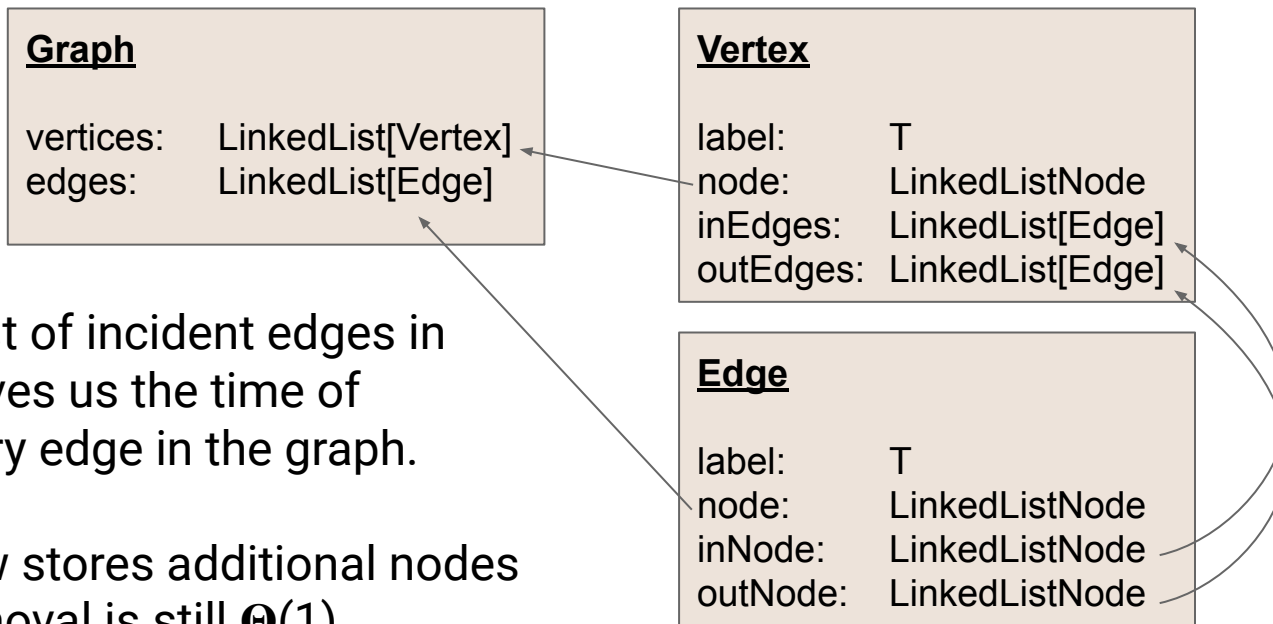 Graph
vertices: LinkedList[Vertex]
edges: LinkedList[Edge]
Vertex
label: T
node: LinkedListNode
inEdges: LinkedList[Edge]
outEdges: LinkedList[Edge]
t of incident edges in
ves us the time of
ry edge in the graph.
w stores additional nodes
noval is still Θ(1)
Edge
label: T
node: LinkedListNode
inNode: LinkedListNode
outNode: LinkedListNode